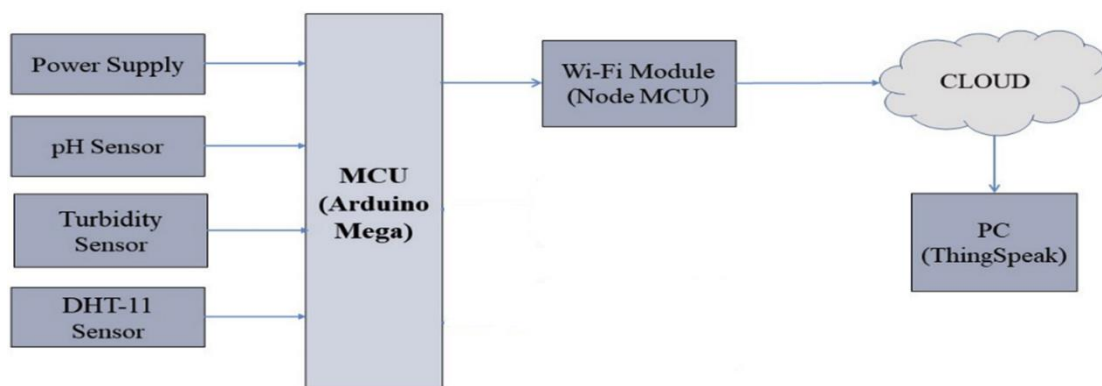 Power Supply
pH Sensor
Turbidity
Sensor
DHT-11
Sensor
MCU
(Arduino
Mega)
Wi-Fi Module
(Node MCU)
CLOUD
PC
(ThingSpeak)